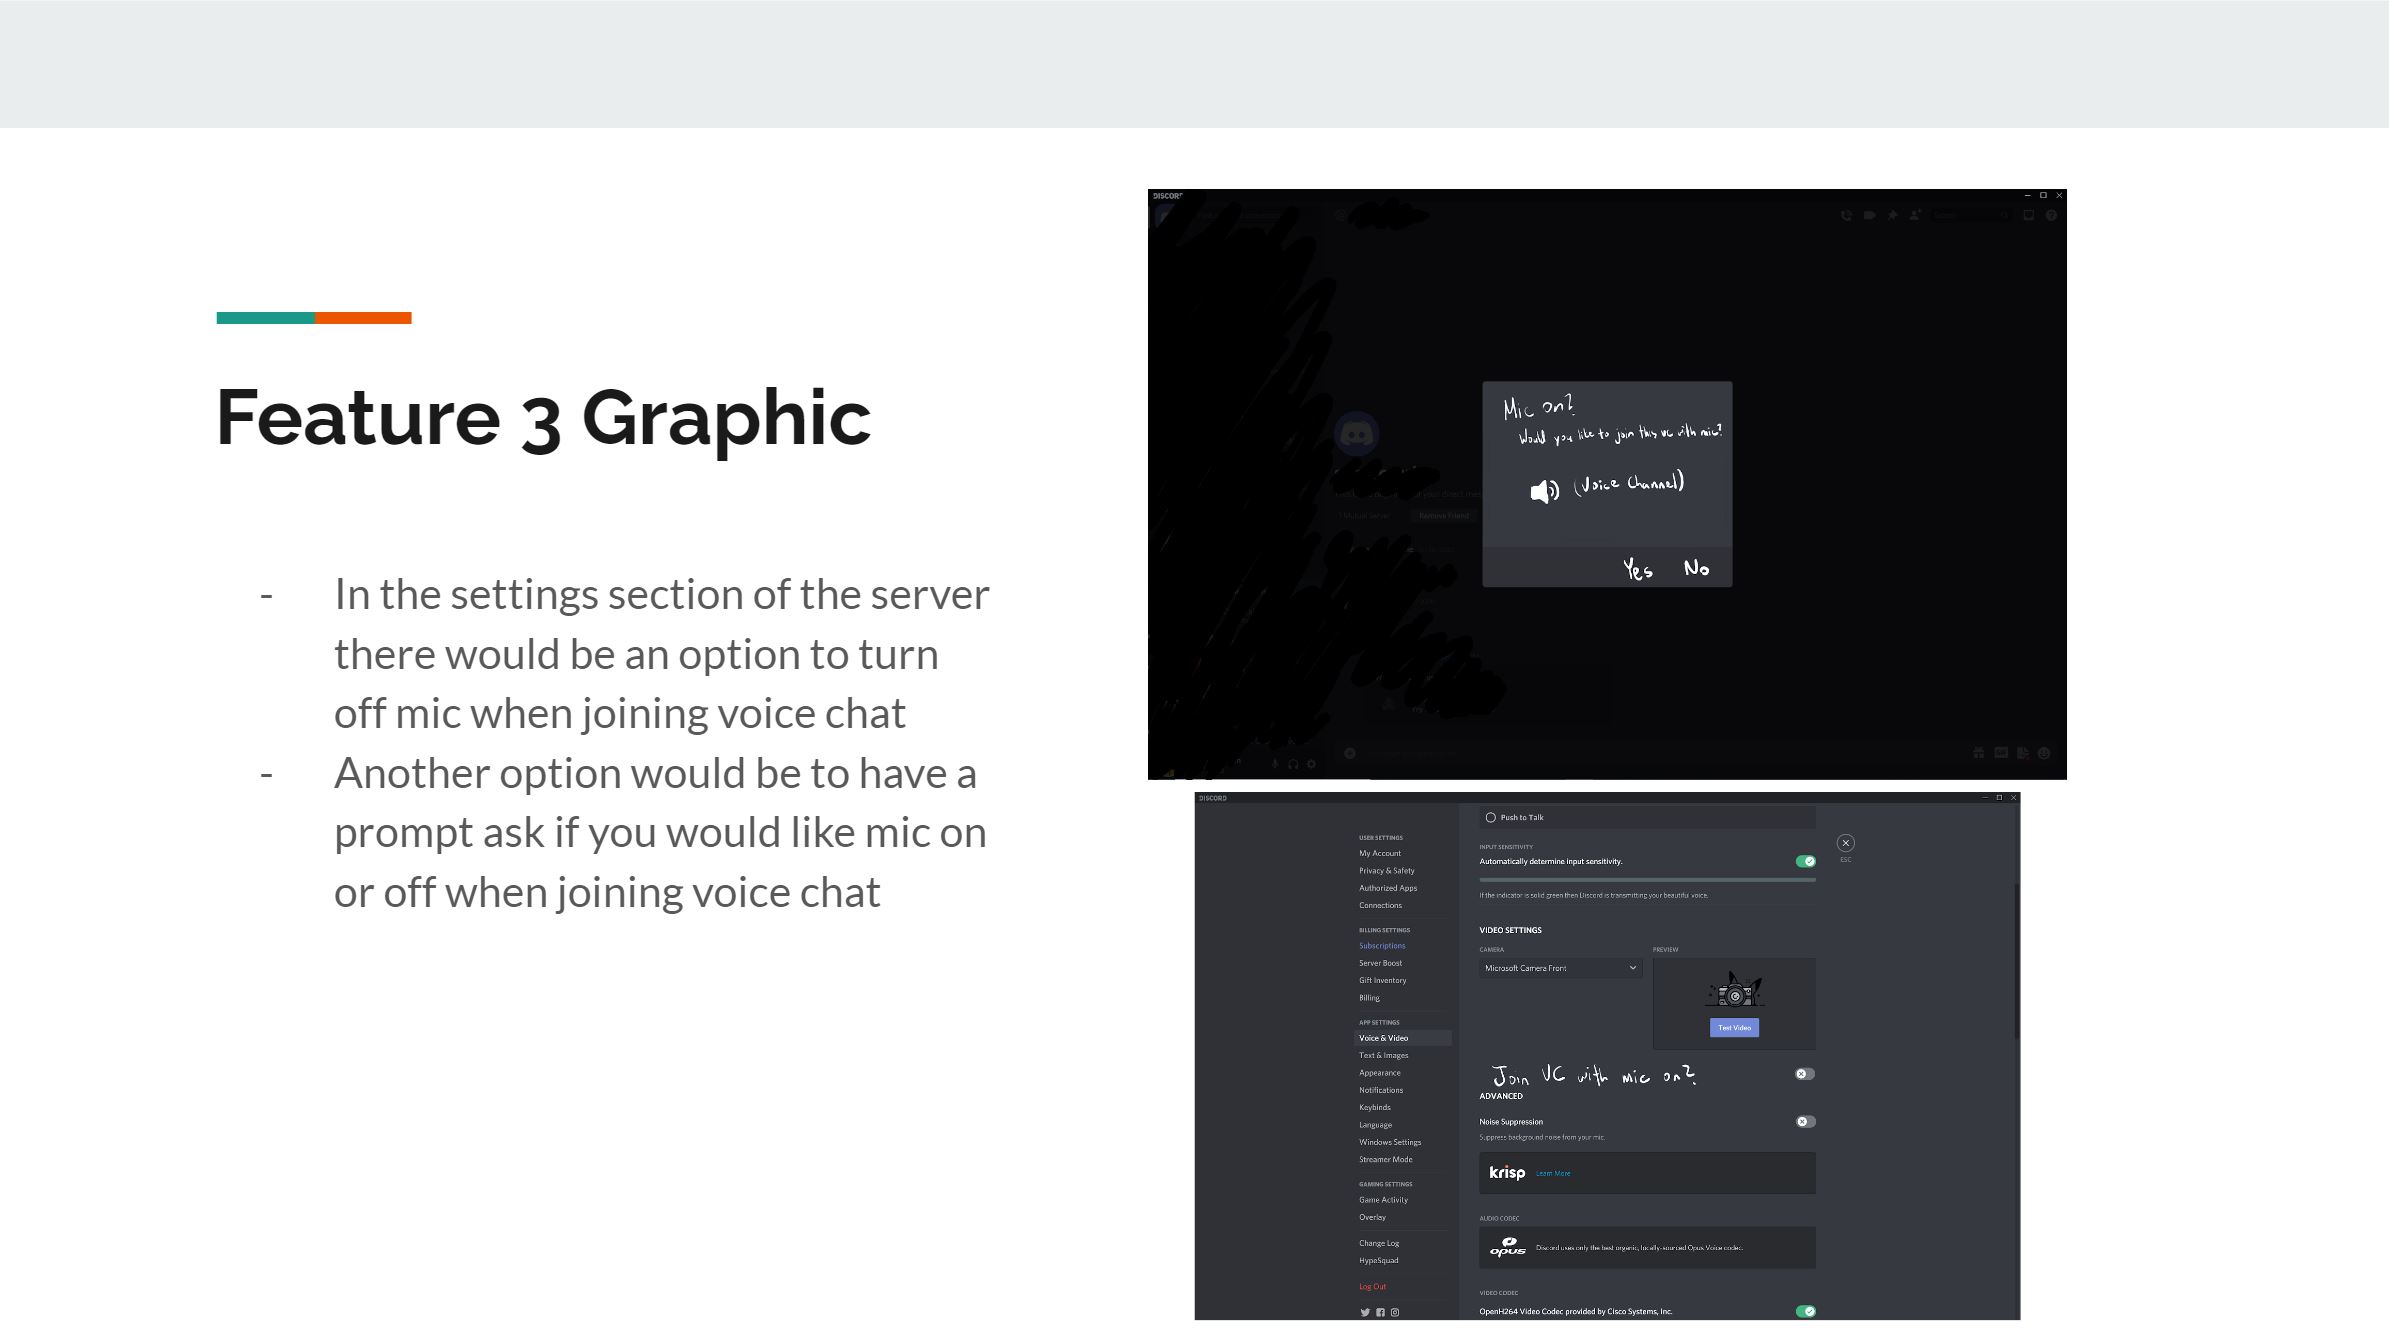 Feature 3 Graphic
- In the settings section of the server
there would be an option to turn
off mic when joining voice chat
- Another option would be to have a
prompt ask if you would like mic on
or off when joining voice chat
DISCORD
Mic on?
Would you like to join this VC with mic?
(Voice Channel)
Yes No
your direct
1 Mutual Server Remove Friend
DISCORD
USER SETTINGS
My Account
Privacy & Safety
Authorized Apps
Connections
BILLING SETTINGS
Subscriptions
Server Boost
Gift Inventory
Billing
APP SETTINGS
Voice & Video
Text & Images
Appearance
Notifications
Keybinds
Language
Windows Settings
Streamer Mode
GAMING SETTINGS
Game Activity
Overlay
Change Log
HypeSquad
Log Out
Push to Talk
INPUT SENSITIVITY
Automatically determine input sensitivity.
If the indicator is solid green then Discord is transmitting your beautiful voice.
ESC
VIDEO SETTINGS
CAMERA PREVIEW
Microsoft Camera Front
Test Video
Join VC with mic on?
ADVANCED
Noise Suppression
Suppress background noise from your mic.
krisp Learn More
AUDIO CODEC
opus Discord uses only the best organic, locally-sourced Opus Voice codec.
VIDEO CODEC
OpenH264 Video Codec provided by Cisco Systems, Inc.